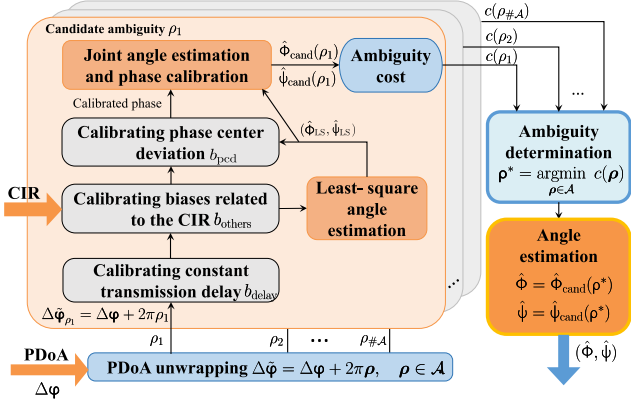 Candidate ambiguity ρ₁
Joint angle estimation
and phase calibration
Φ̂cand(ρ₁)
ψ̂cand(ρ₁)
Ambiguity
cost
c(ρ#𝒜)
c(ρ₂)
c(ρ₁)
...
Calibrated phase
(Φ̂LS, ψ̂LS)
Calibrating phase center
deviation bpcd
Ambiguity
determination
ρ* = argmin c(ρ)
ρ∈𝒜
CIR
Calibrating biases related
to the CIR bothers
Least- square
angle
estimation
Angle
estimation
Φ̂ = Φ̂cand(ρ*)
ψ̂ = ψ̂cand(ρ*)
Calibrating constant
transmission delay bdelay
...
Δφ̃ρ₁ = Δφ + 2πρ₁
ρ₁
ρ₂
...
ρ#𝒜
(Φ̂, ψ̂)
PDoA
Δφ
PDoA unwrapping Δφ̃ = Δφ + 2πρ, ρ ∈ 𝒜